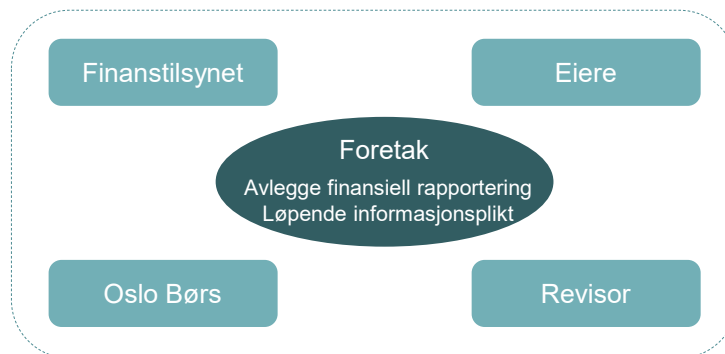 Finanstilsynet
Eiere
Foretak
Avlegge finansiell rapportering
Løpende informasjonsplikt
Oslo Børs
Revisor